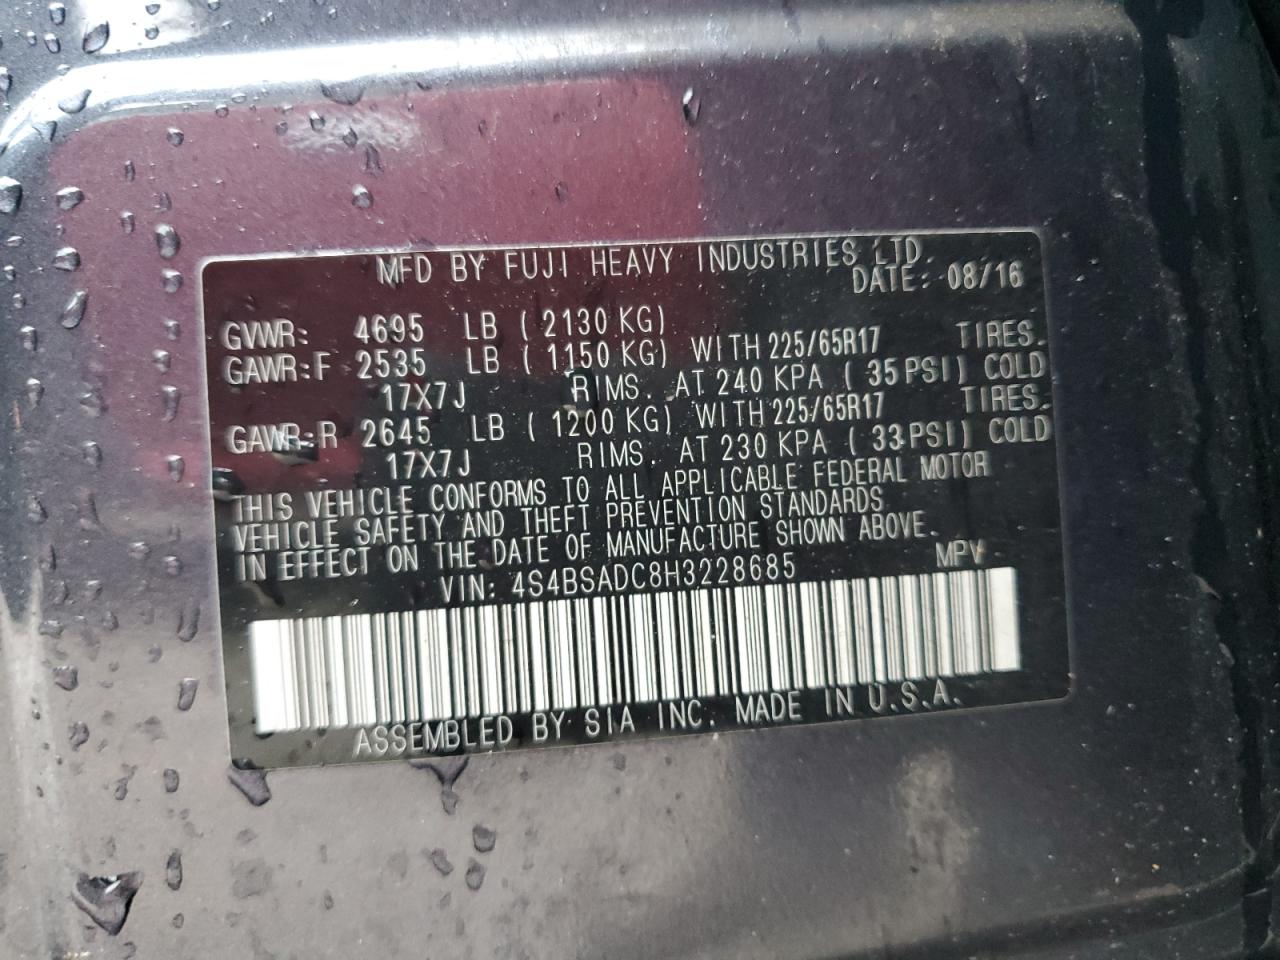 MFD BY FUJI HEAVY INDUSTRIES LTD.
DATE: 08/16
GVWR: 4695 LB ( 2130 KG)
GAWR:F 2535 LB ( 1150 KG) WITH 225/65R17 TIRES.
17X7J RIMS. AT 240 KPA ( 35 PSI) COLD
GAWR:R 2645 LB ( 1200 KG) WITH 225/65R17 TIRES.
17X7J RIMS. AT 230 KPA ( 33 PSI) COLD
THIS VEHICLE CONFORMS TO ALL APPLICABLE FEDERAL MOTOR
VEHICLE SAFETY AND THEFT PREVENTION STANDARDS
IN EFFECT ON THE DATE OF MANUFACTURE SHOWN ABOVE.
VIN: 4S4BSADC8H3228685 MPV
ASSEMBLED BY SIA INC. MADE IN U.S.A.